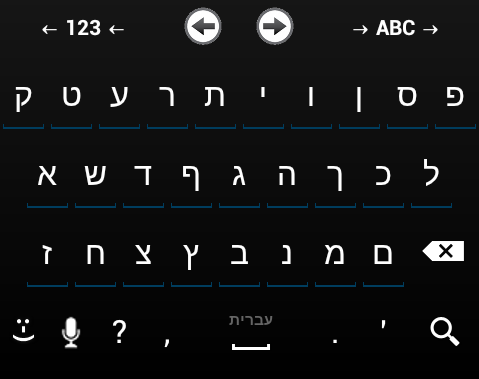 ← 123 ← → ABC →
פ ס ן ו י ת ר ע ט ק
ל כ ך ה ג ף ד ש א
ם מ נ ב ץ צ ח ז
? , עברית . '